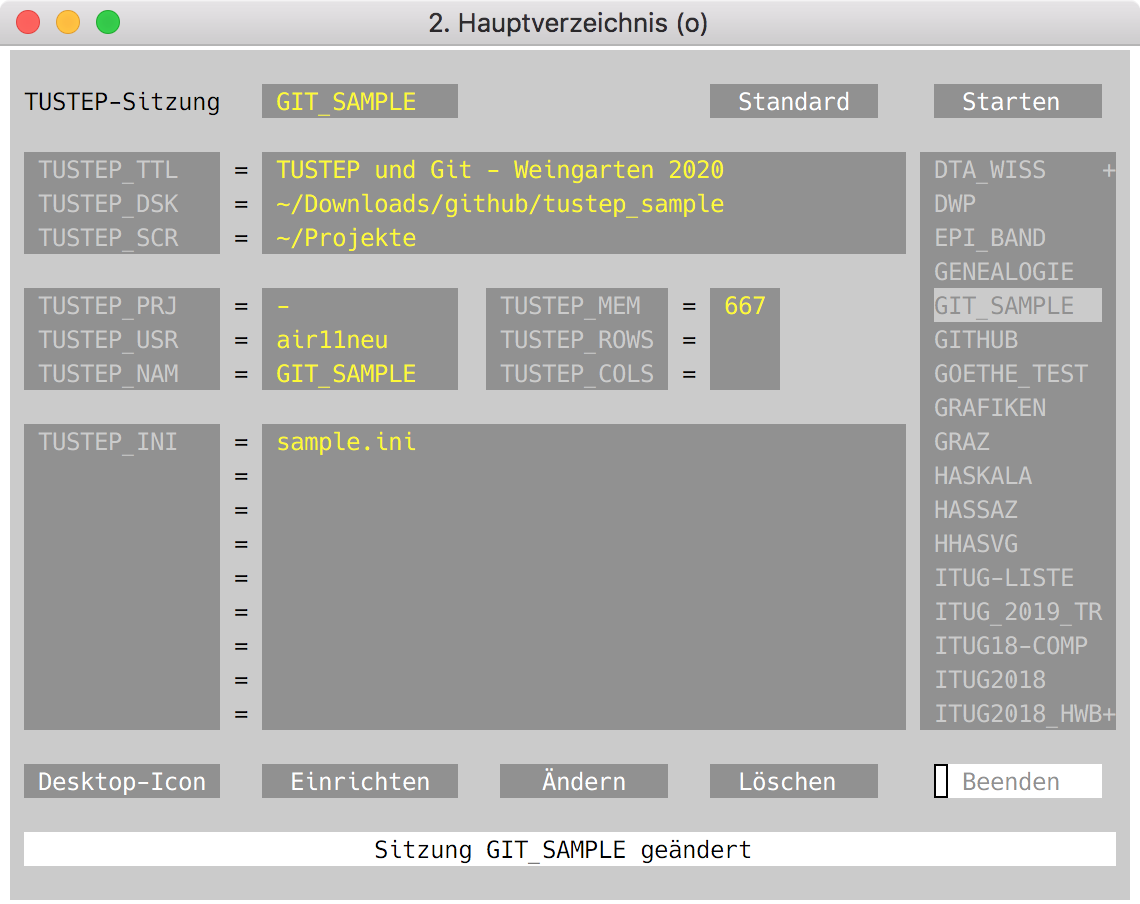 2. Hauptverzeichnis (o)
TUSTEP-Sitzung GIT_SAMPLE Standard Starten
TUSTEP_TTL = TUSTEP und Git - Weingarten 2020
TUSTEP_DSK = ~/Downloads/github/tustep_sample
TUSTEP_SCR = ~/Projekte
TUSTEP_PRJ = - TUSTEP_MEM = 667
TUSTEP_USR = air11neu TUSTEP_ROWS =
TUSTEP_NAM = GIT_SAMPLE TUSTEP_COLS =
TUSTEP_INI = sample.ini
=
=
=
=
=
=
=
=
DTA_WISS +
DWP
EPI_BAND
GENEALOGIE
GIT_SAMPLE
GITHUB
GOETHE_TEST
GRAFIKEN
GRAZ
HASKALA
HASSAZ
HHASVG
ITUG-LISTE
ITUG_2019_TR
ITUG18-COMP
ITUG2018
ITUG2018_HWB+
Desktop-Icon Einrichten Ändern Löschen Beenden
Sitzung GIT_SAMPLE geändert